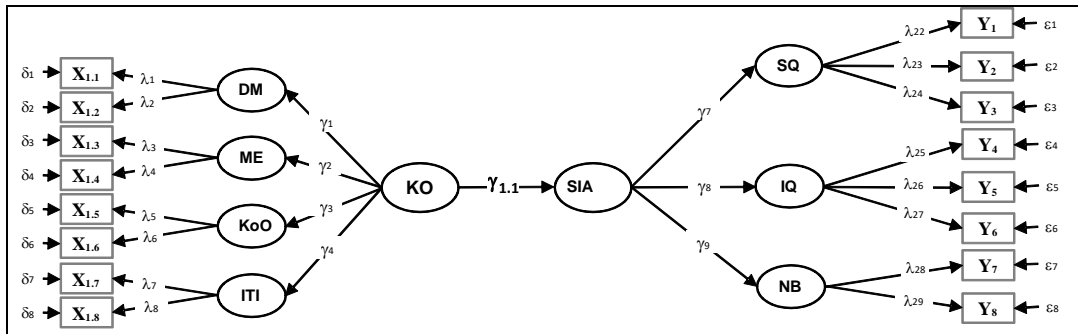 δ1 X1.1 λ1
δ2 X1.2 λ2
DM
δ3 X1.3 λ3
δ4 X1.4 λ4
ME
δ5 X1.5 λ5
δ6 X1.6 λ6
KoO
δ7 X1.7 λ7
δ8 X1.8 λ8
ITI
γ1
γ2
γ3
γ4
KO
γ1.1
SIA
γ7
γ8
γ9
SQ
λ22 Y1 ε1
λ23 Y2 ε2
λ24 Y3 ε3
IQ
λ25 Y4 ε4
λ26 Y5 ε5
λ27 Y6 ε6
NB
λ28 Y7 ε7
λ29 Y8 ε8